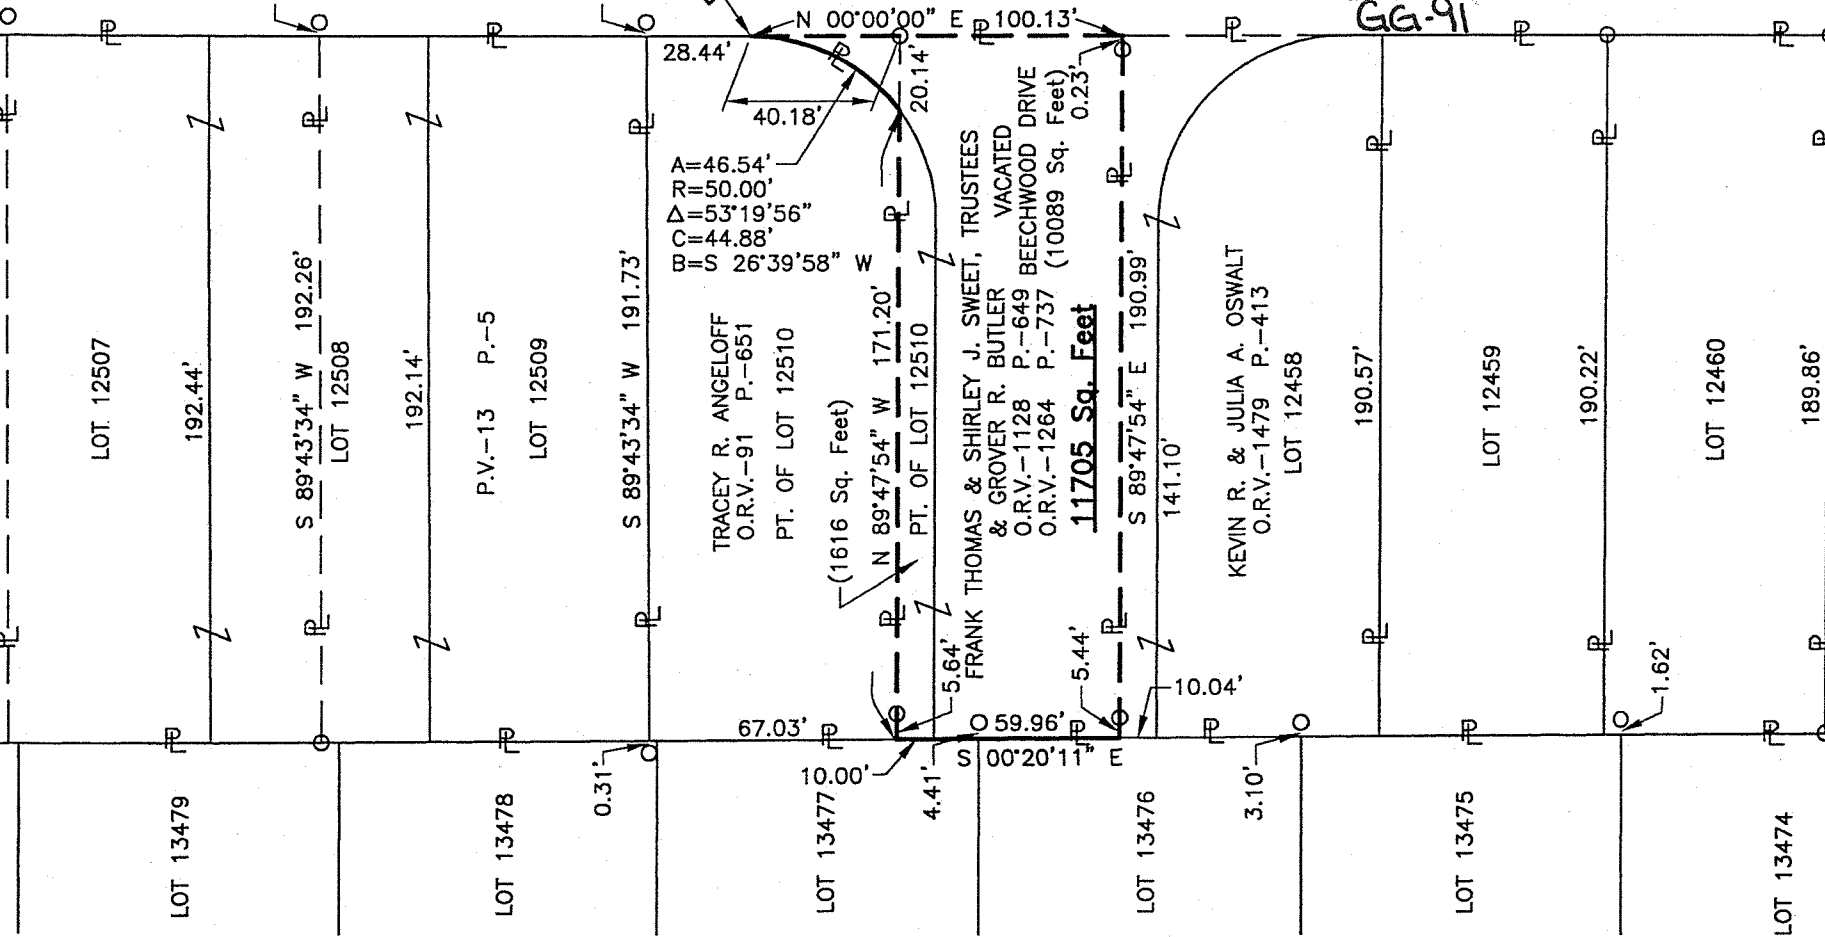 GG-91
N 00°00'00" E 100.13'
28.44'
40.18'
20.14'
0.23'
A=46.54'
R=50.00'
Δ=53°19'56"
C=44.88'
B=S 26°39'58" W
LOT 12507
192.44'
S 89°43'34" W 192.26'
LOT 12508
192.14'
P.V.-13 P.-5
LOT 12509
S 89°43'34" W 191.73'
TRACEY R. ANGELOFF
O.R.V.-91 P.-651
PT. OF LOT 12510
(1616 Sq. Feet)
N 89°47'54" W 171.20'
PT. OF LOT 12510
FRANK THOMAS & SHIRLEY J. SWEET, TRUSTEES
& GROVER R. BUTLER
O.R.V.-1128 P.-649
O.R.V.-1264 P.-737
VACATED
BEECHWOOD DRIVE
(10089 Sq. Feet)
11705 Sq. Feet
S 89°47'54" E 190.99'
141.10'
KEVIN R. & JULIA A. OSWALT
O.R.V.-1479 P.-413
LOT 12458
190.57'
LOT 12459
190.22'
LOT 12460
189.86'
67.03'
5.64'
59.96'
5.44'
10.04'
1.62'
S 00°20'11" E
10.00'
4.41'
0.31'
3.10'
LOT 13479
LOT 13478
LOT 13477
LOT 13476
LOT 13475
LOT 13474